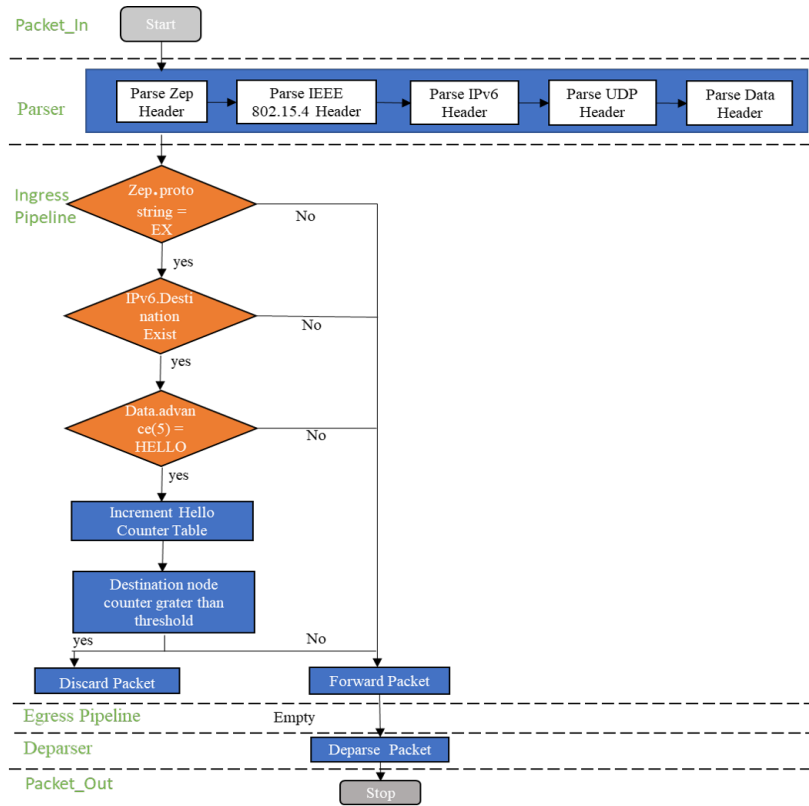 Packet_In
Start
Parser
Parse Zep
Header
Parse IEEE
802.15.4 Header
Parse IPv6
Header
Parse UDP
Header
Parse Data
Header
Ingress
Pipeline
Zep.proto
string =
EX
No
yes
IPv6.Desti
nation
Exist
No
yes
Data.advan
ce(5) =
HELLO
No
yes
Increment Hello
Counter Table
Destination node
counter grater than
threshold
yes
No
Discard Packet
Forward Packet
Egress Pipeline
Empty
Deparser
Deparse Packet
Packet_Out
Stop